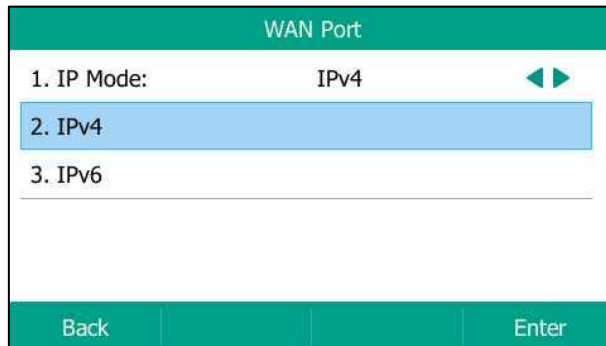 WAN Port
1. IP Mode: IPv4
2. IPv4
3. IPv6
Back Enter